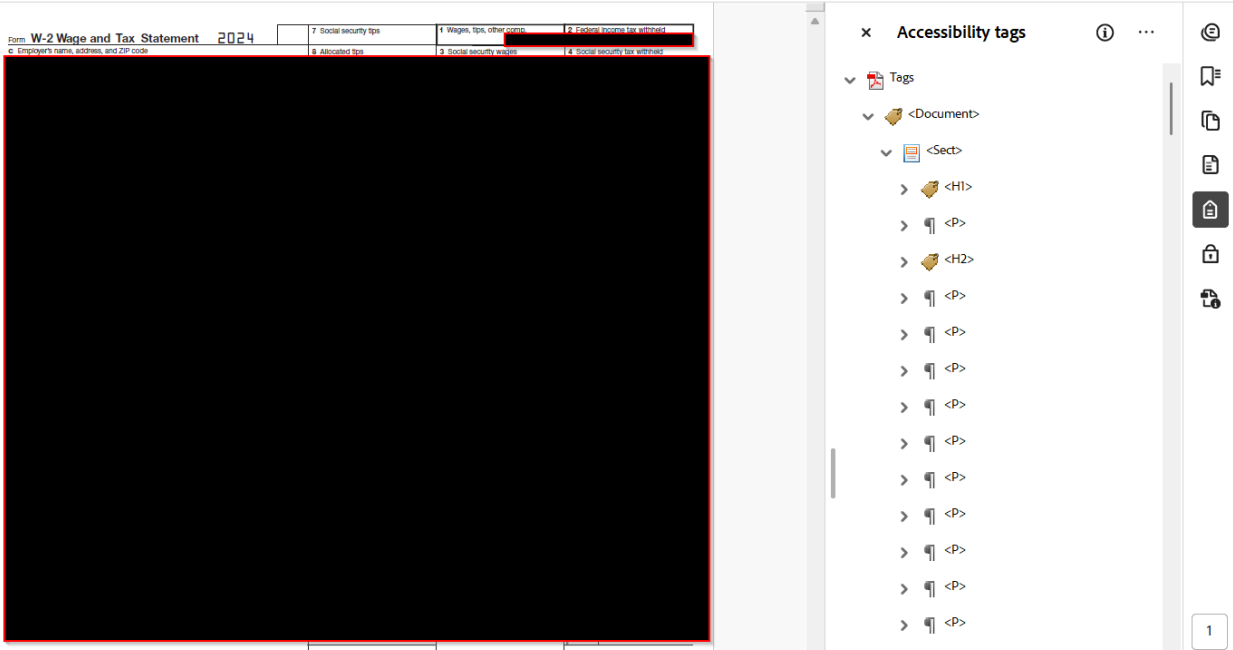 Form W-2 Wage and Tax Statement 2024
7 Social security tips
1 Wages, tips, other comp.
2 Federal income tax withheld
c Employer's name, address, and ZIP code
8 Allocated tips
3 Social security wages
4 Social security tax withheld
Accessibility tags
Tags
<Document>
<Sect>
<H1>
<P>
<H2>
<P>
<P>
<P>
<P>
<P>
<P>
<P>
<P>
<P>
<P>
1